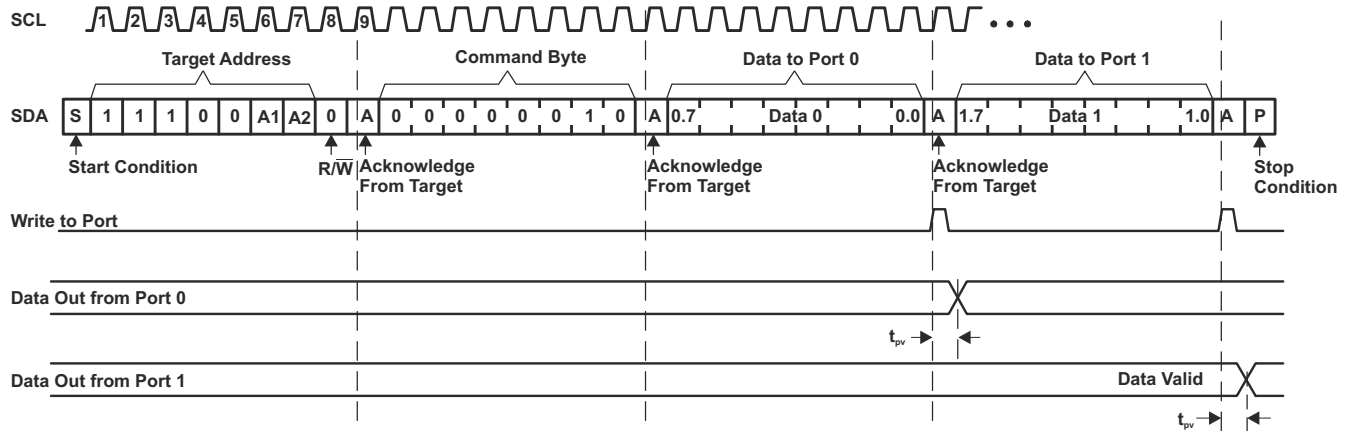 SCL 1 2 3 4 5 6 7 8 9
Target Address Command Byte Data to Port 0 Data to Port 1
SDA S 1 1 1 0 0 A1 A2 0 A 0 0 0 0 0 0 1 0 A 0.7 Data 0 0.0 A 1.7 Data 1 1.0 A P
Start Condition R/W̅ Acknowledge Acknowledge Acknowledge Stop
From Target From Target From Target Condition
Write to Port
Data Out from Port 0
tpv
Data Out from Port 1 Data Valid
tpv